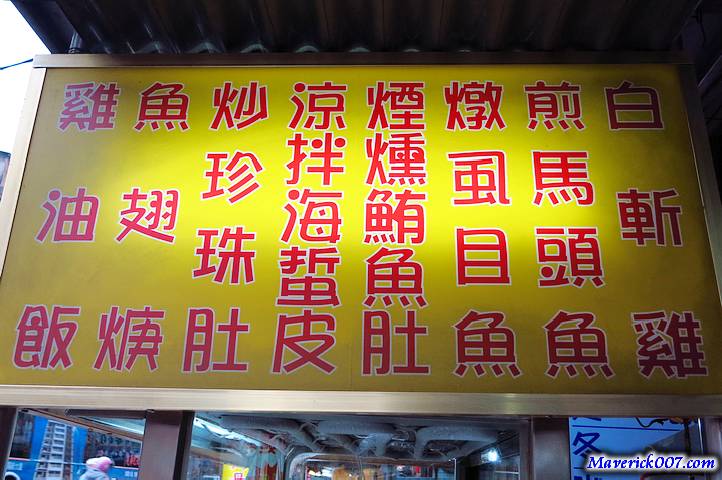 白斬雞
煎馬頭魚
燉虱目魚
煙燻鮪魚肚
涼拌海蜇皮
炒珍珠肚
魚翅焿
雞油飯
Maverick007.com